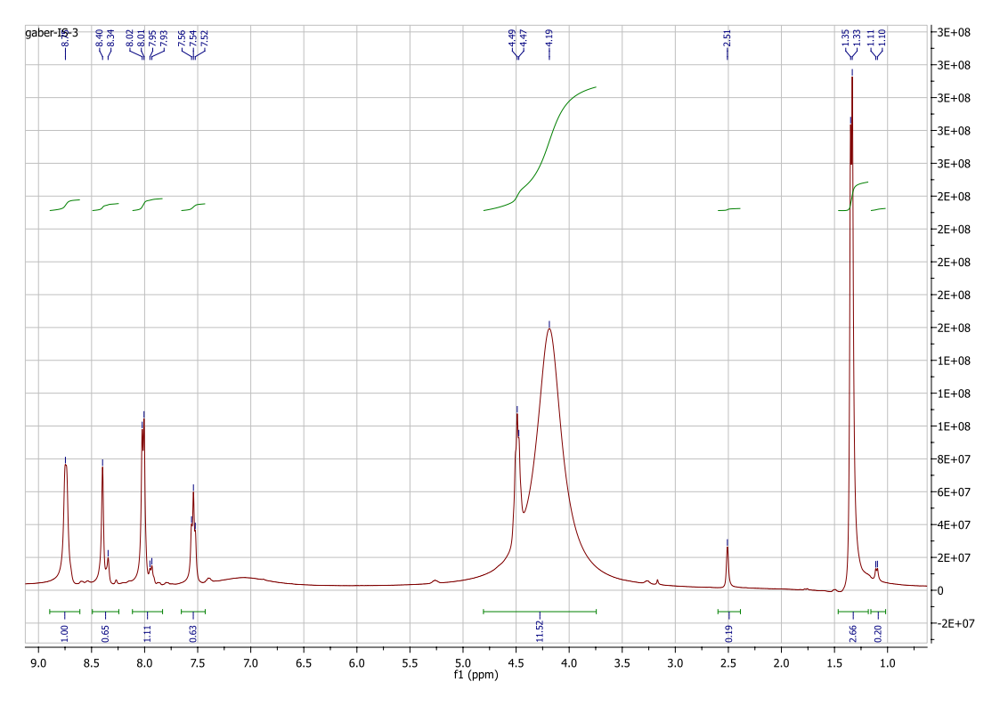 gaber-IS-3
8.75
8.40
8.34
8.02
8.01
7.95
7.93
7.56
7.54
7.52
4.49
4.47
4.19
2.51
1.35
1.33
1.11
1.10
3E+08
3E+08
3E+08
3E+08
3E+08
2E+08
2E+08
2E+08
2E+08
2E+08
1E+08
1E+08
1E+08
8E+07
6E+07
4E+07
2E+07
0
-2E+07
1.00
0.65
1.11
0.63
11.52
0.19
2.66
0.20
9.0 8.5 8.0 7.5 7.0 6.5 6.0 5.5 5.0 4.5 4.0 3.5 3.0 2.5 2.0 1.5 1.0
f1 (ppm)